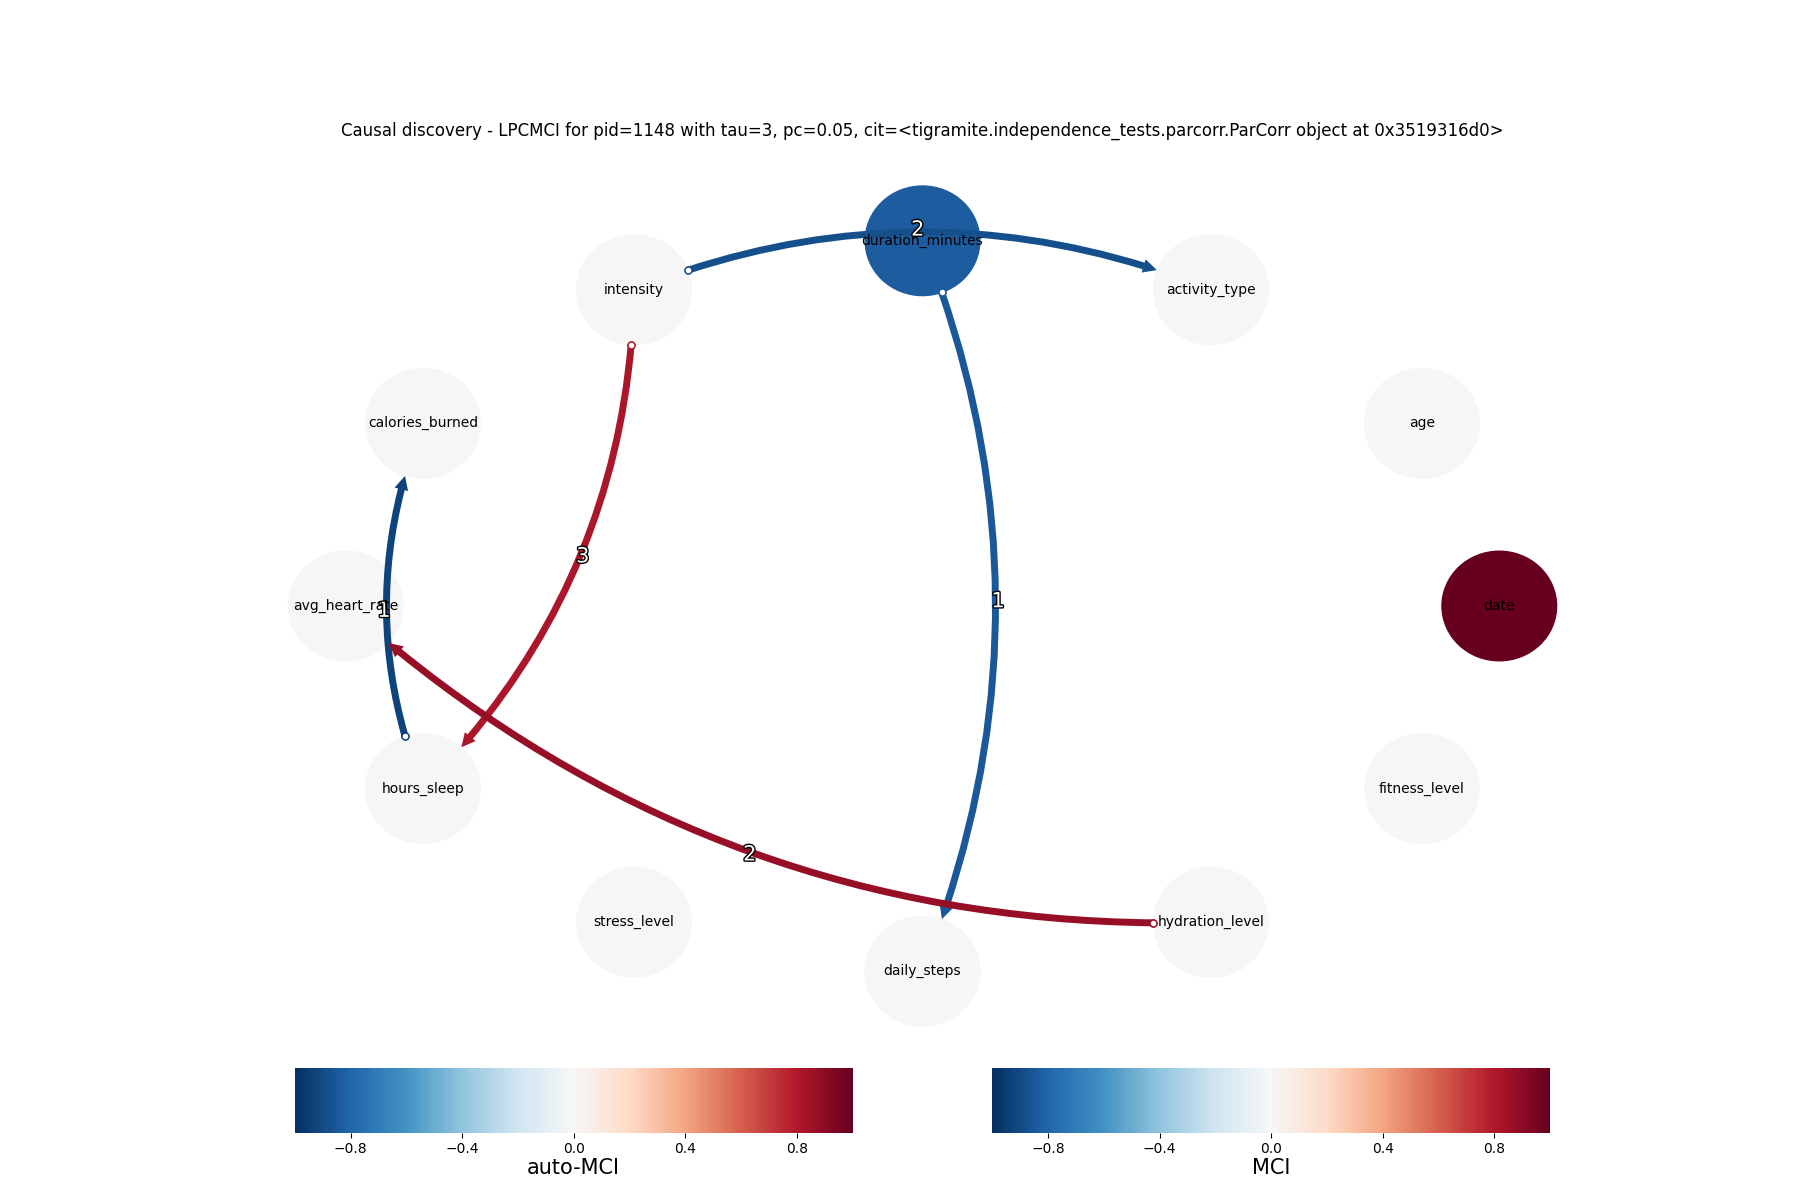 Causal discovery - LPCMCI for pid=1148 with tau=3, pc=0.05, cit=<tigramite.independence_tests.parcorr.ParCorr object at 0x3519316d0>
2
duration_minutes
intensity
activity_type
calories_burned
age
3
1
avg_heart_rate
1
date
hours_sleep
fitness_level
2
stress_level
hydration_level
daily_steps
−0.8 −0.4 0.0 0.4 0.8
auto-MCI
−0.8 −0.4 0.0 0.4 0.8
MCI